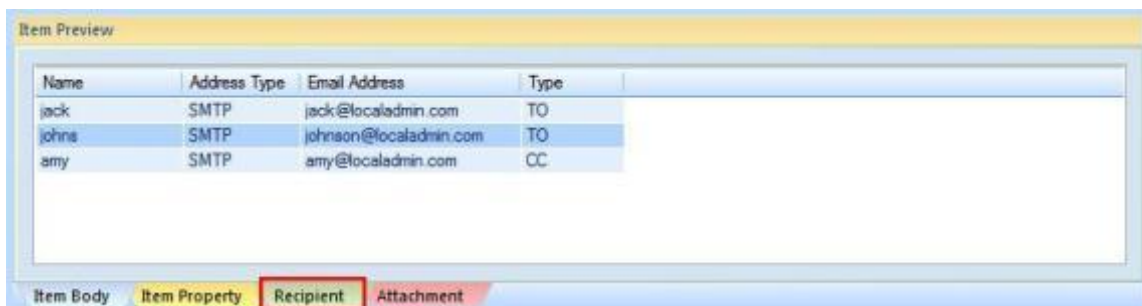 Item Preview
Name Address Type Email Address Type
jack SMTP jack@localadmin.com TO
johns SMTP johnson@localadmin.com TO
amy SMTP amy@localadmin.com CC
Item Body Item Property Recipient Attachment